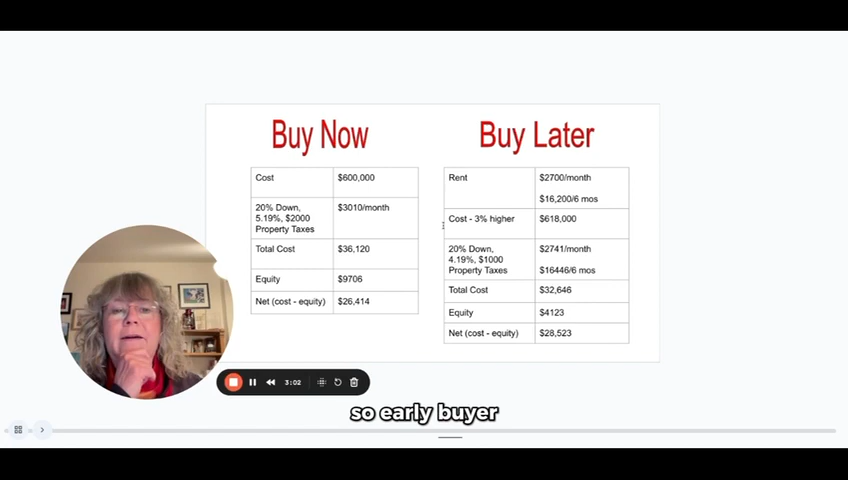 Buy Now
Cost $600,000
20% Down, $3010/month
5.19%, $2000
Property Taxes
Total Cost $36,120
Equity $9706
Net (cost - equity) $26,414
Buy Later
Rent $2700/month
$16,200/6 mos
Cost - 3% higher $618,000
20% Down, $2741/month
4.19%, $1000
Property Taxes $16446/6 mos
Total Cost $32,646
Equity $4123
Net (cost - equity) $28,523
3:02
so early buyer